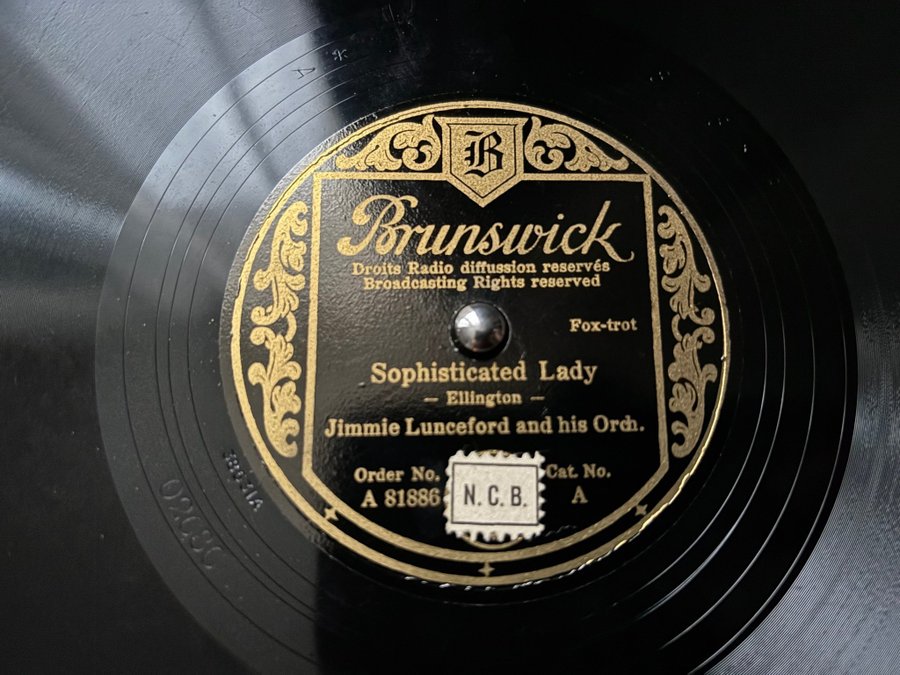 B
Brunswick
Droits Radio diffussion reservés
Broadcasting Rights reserved
Fox-trot
Sophisticated Lady
— Ellington —
Jimmie Lunceford and his Orch.
Order No. Cat. No.
A 81886 A
N. C. B.